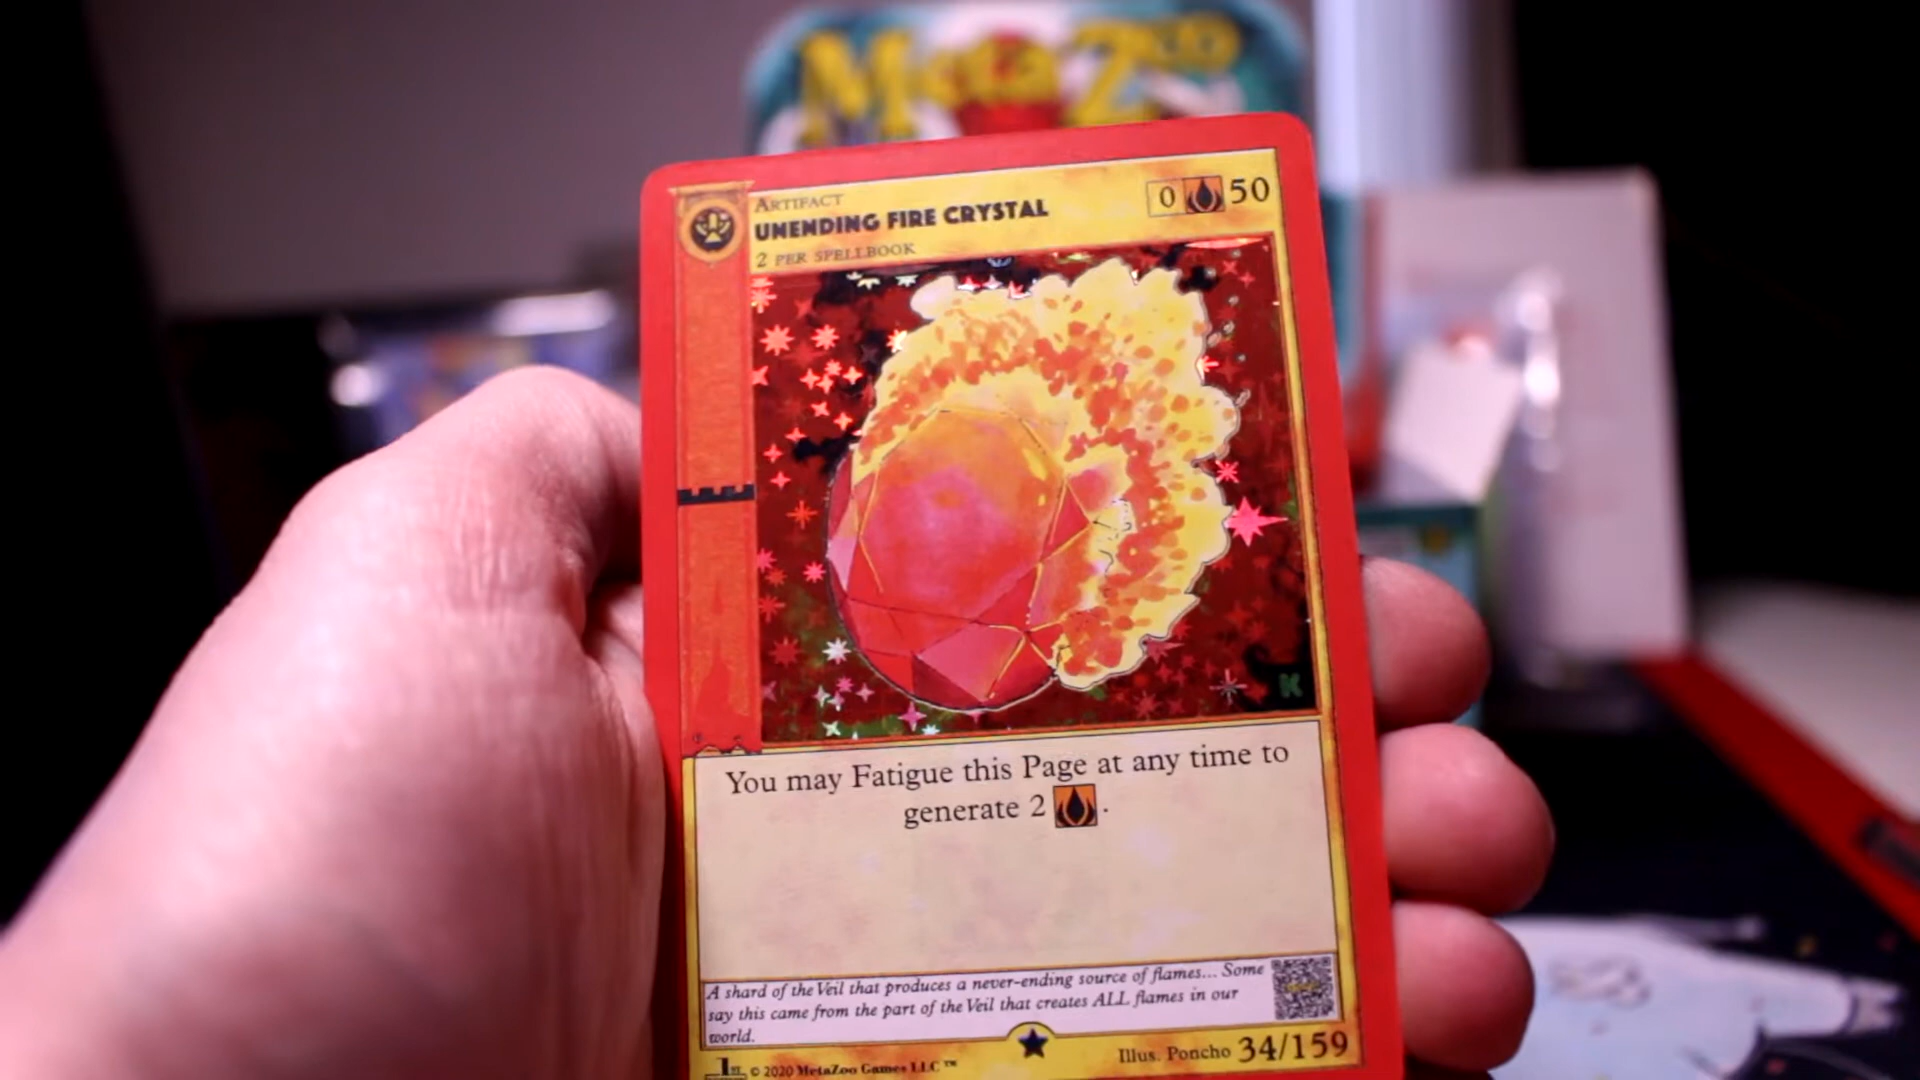 MetaZoo
ARTIFACT
UNENDING FIRE CRYSTAL
0 50
2 PER SPELLBOOK
K
You may Fatigue this Page at any time to
generate 2 .
A shard of the Veil that produces a never-ending source of flames... Some
say this came from the part of the Veil that creates ALL flames in our
world.
Illus. Poncho 34/159
1st © 2020 MetaZoo Games LLC ™